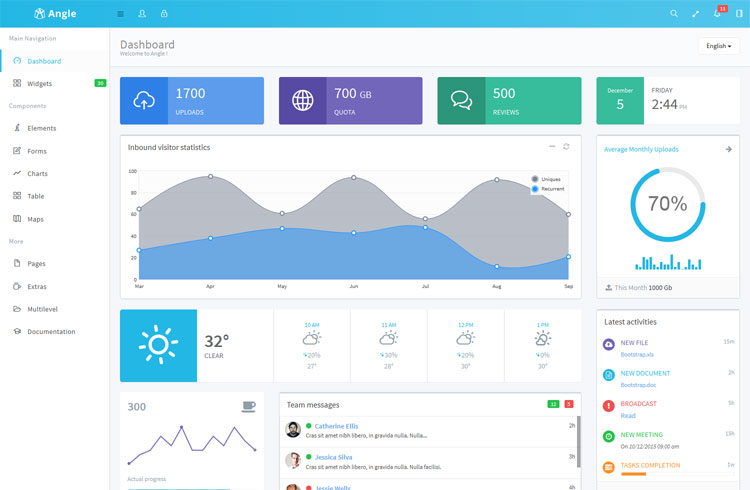 Angle
11
Main Navigation
Dashboard
Widgets
30
Components
Elements
Forms
Charts
Table
Maps
More
Pages
Extras
Multilevel
Documentation
Dashboard
Welcome to Angle !
English
1700
UPLOADS
700 GB
QUOTA
500
REVIEWS
December
5
FRIDAY
2:44 PM
Inbound visitor statistics
Uniques
Recurrent
100
80
60
40
20
0
Mar Apr May Jun Jul Aug Sep
Average Monthly Uploads
70%
This Month 1000 Gb
32°
CLEAR
10 AM
20%
27°
11 AM
30%
28°
12 PM
20%
30°
1 PM
0%
30°
Latest activities
NEW FILE 15m
Bootstrap.xls
NEW DOCUMENT 2h
Bootstrap.doc
BROADCAST 5h
Read
NEW MEETING 15h
On 10/12/2015 09:00 am
TASKS COMPLETION 1w
300
Actual progress
Team messages
12 5
Catherine Ellis 2h
Cras sit amet nibh libero, in gravida nulla. Nulla...
Jessica Silva 3h
Cras sit amet nibh libero, in gravida nulla. Nulla facilisi.
Jessie Wells